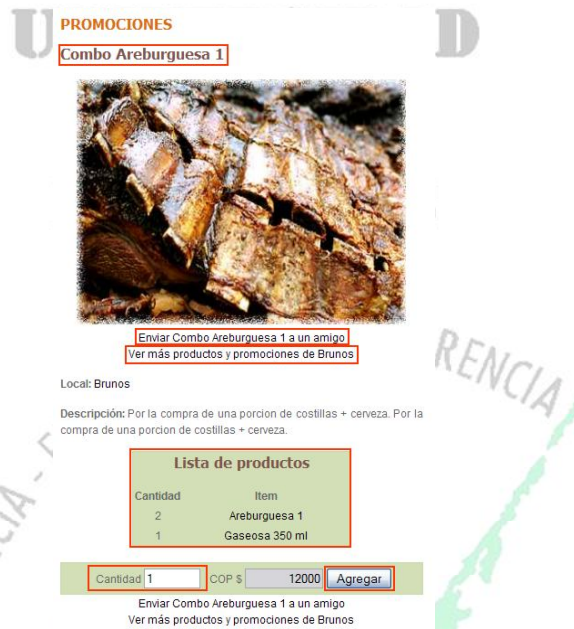 PROMOCIONES
Combo Areburguesa 1
Enviar Combo Areburguesa 1 a un amigo
Ver más productos y promociones de Brunos
Local: Brunos
Descripción: Por la compra de una porcion de costillas + cerveza. Por la
compra de una porcion de costillas + cerveza.
Lista de productos
Cantidad Item
2 Areburguesa 1
1 Gaseosa 350 ml
Cantidad 1 COP $ 12000 Agregar
Enviar Combo Areburguesa 1 a un amigo
Ver más productos y promociones de Brunos